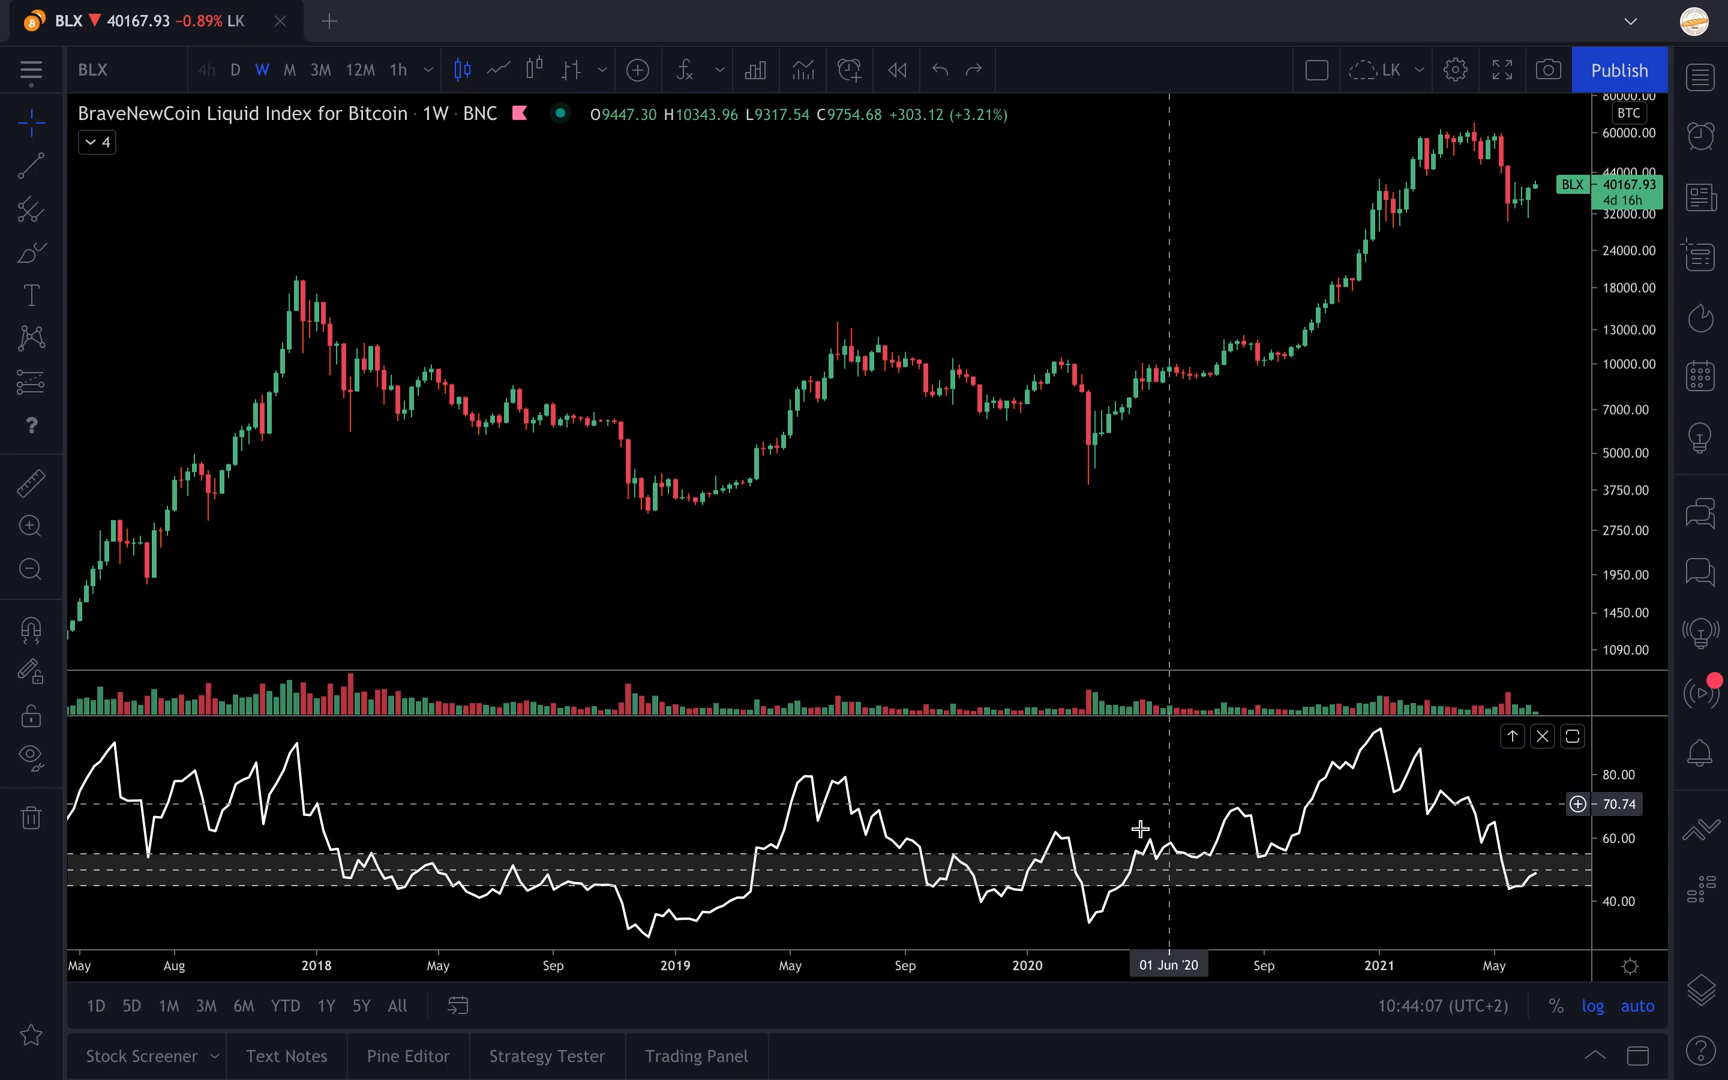 BLX ▼ 40167.93 −0.89% LK
BLX 4h D W M 3M 12M 1h LK Publish
BraveNewCoin Liquid Index for Bitcoin · 1W · BNC O9447.30 H10343.96 L9317.54 C9754.68 +303.12 (+3.21%)
4
80000.00
BTC
60000.00
44000.00
BLX 40167.93
4d 16h
32000.00
24000.00
18000.00
13000.00
10000.00
7000.00
5000.00
3750.00
2750.00
1950.00
1450.00
1090.00
80.00
70.74
60.00
40.00
May Aug 2018 May Sep 2019 May Sep 2020 01 Jun '20 Sep 2021 May
1D 5D 1M 3M 6M YTD 1Y 5Y All 10:44:07 (UTC+2) % log auto
Stock Screener Text Notes Pine Editor Strategy Tester Trading Panel